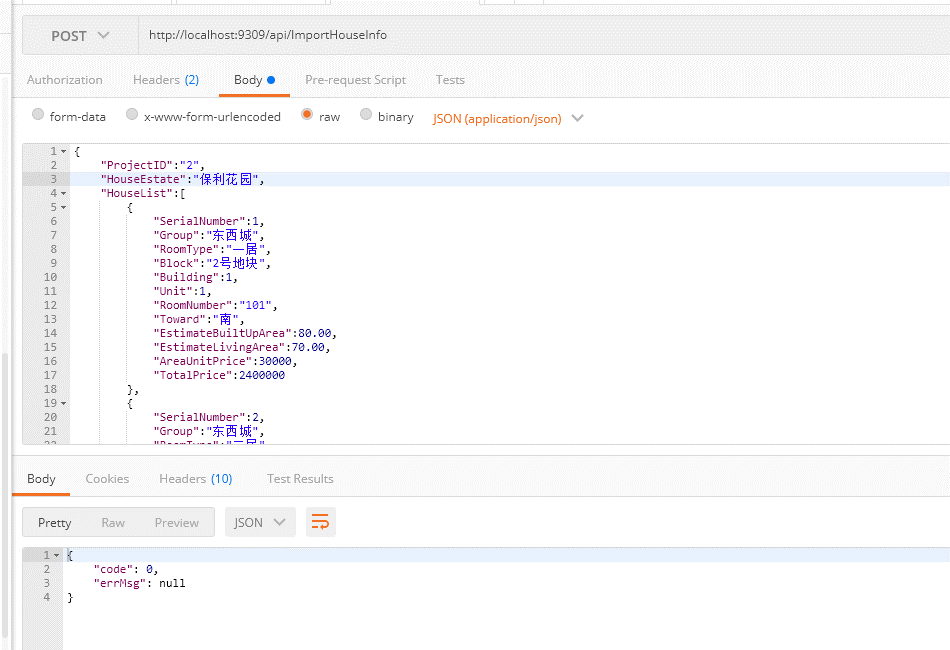 POST http://localhost:9309/api/ImportHouseInfo
Authorization Headers (2) Body Pre-request Script Tests
form-data x-www-form-urlencoded raw binary JSON (application/json)
1 {
2 "ProjectID":"2",
3 "HouseEstate":"保利花园",
4 "HouseList":[
5 {
6 "SerialNumber":1,
7 "Group":"东西城",
8 "RoomType":"一居",
9 "Block":"2号地块",
10 "Building":1,
11 "Unit":1,
12 "RoomNumber":"101",
13 "Toward":"南",
14 "EstimateBuiltUpArea":80.00,
15 "EstimateLivingArea":70.00,
16 "AreaUnitPrice":30000,
17 "TotalPrice":2400000
18 },
19 {
20 "SerialNumber":2,
21 "Group":"东西城",
Body Cookies Headers (10) Test Results
Pretty Raw Preview JSON
1 {
2 "code": 0,
3 "errMsg": null
4 }